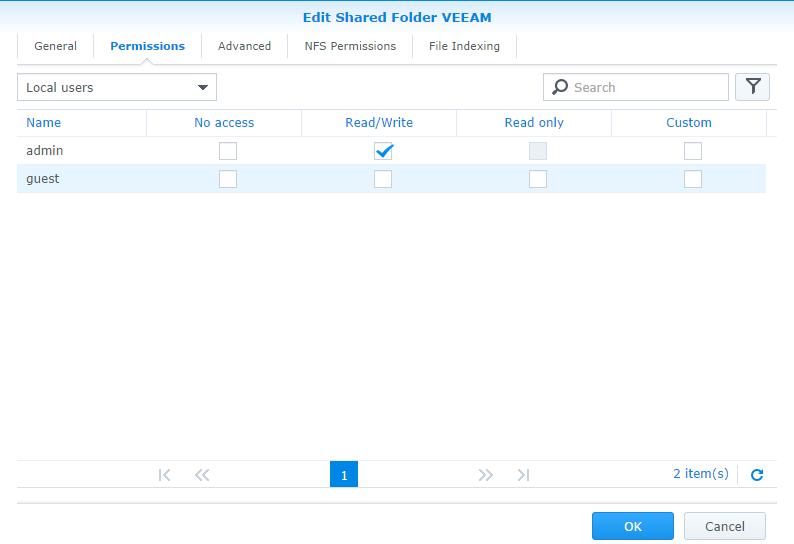 Edit Shared Folder VEEAM
General Permissions Advanced NFS Permissions File Indexing
Local users Search
Name No access Read/Write Read only Custom
admin
guest
1 2 item(s)
OK Cancel